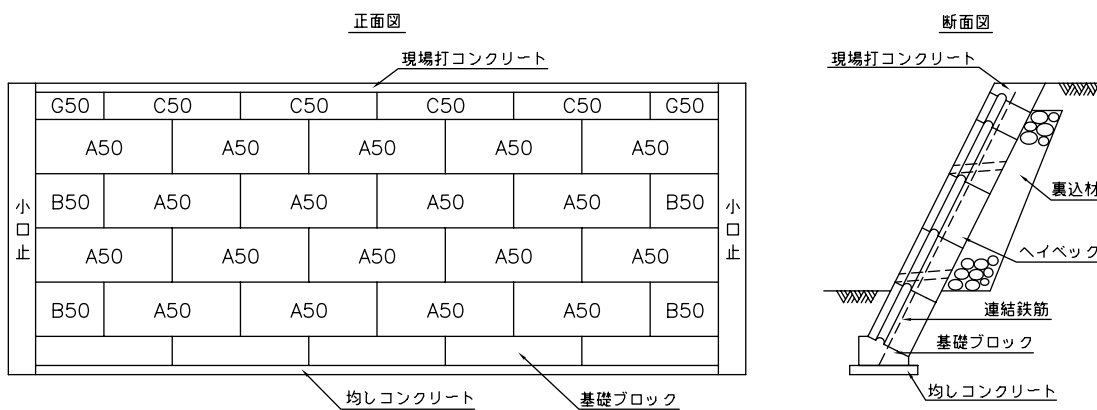 正面図
現場打コンクリート
G50 C50 C50 C50 C50 G50
A50 A50 A50 A50 A50
B50 A50 A50 A50 A50 B50
A50 A50 A50 A50 A50
B50 A50 A50 A50 A50 B50
小口止
小口止
均しコンクリート
基礎ブロック
断面図
現場打コンクリート
裏込材
ヘイベック
連結鉄筋
基礎ブロック
均しコンクリート